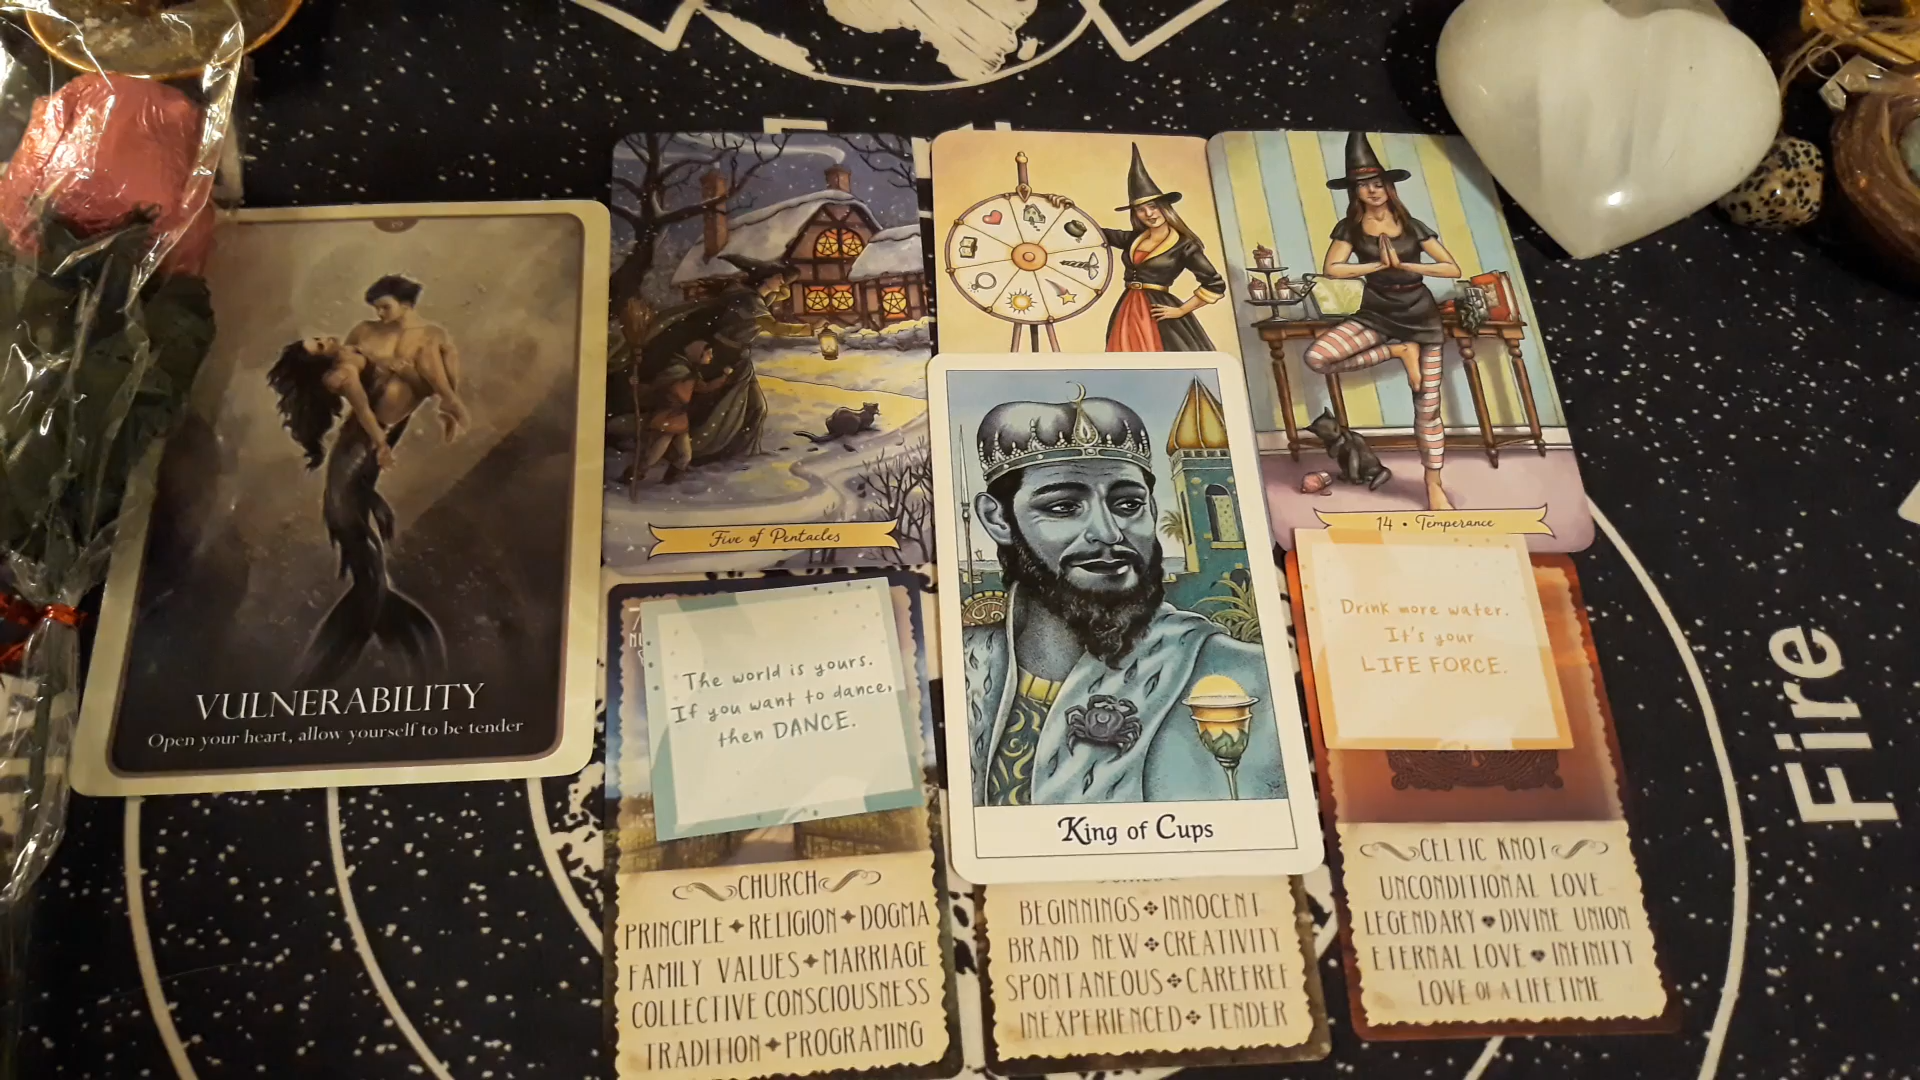 VULNERABILITY
Open your heart, allow yourself to be tender
Five of Pentacles
14 • Temperance
The world is yours.
If you want to dance,
then DANCE.
King of Cups
Drink more water.
It's your
LIFE FORCE.
CHURCH
PRINCIPLE ✦ RELIGION ✦ DOGMA
FAMILY VALUES ✦ MARRIAGE
COLLECTIVE CONSCIOUSNESS
TRADITION ✦ PROGRAMING
BEGINNINGS ✤ INNOCENT
BRAND NEW ✤ CREATIVITY
SPONTANEOUS ✤ CAREFREE
INEXPERIENCED ✤ TENDER
CELTIC KNOT
UNCONDITIONAL LOVE
LEGENDARY ♥ DIVINE UNION
ETERNAL LOVE ♥ INFINITY
LOVE OF A LIFETIME
Fire